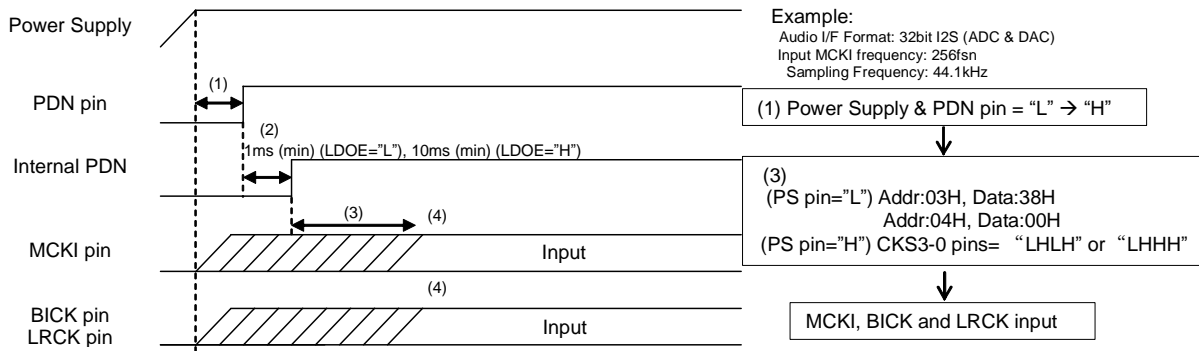 Power Supply
PDN pin
Internal PDN
MCKI pin
BICK pin
LRCK pin
(1)
(2)
1ms (min) (LDOE="L"), 10ms (min) (LDOE="H")
(3)
(4)
Input
(4)
Input
Example:
Audio I/F Format: 32bit I2S (ADC & DAC)
Input MCKI frequency: 256fsn
Sampling Frequency: 44.1kHz
(1) Power Supply & PDN pin = “L” → “H”
(3)
(PS pin=”L”) Addr:03H, Data:38H
Addr:04H, Data:00H
(PS pin=”H”) CKS3-0 pins= “LHLH” or “LHHH”
MCKI, BICK and LRCK input